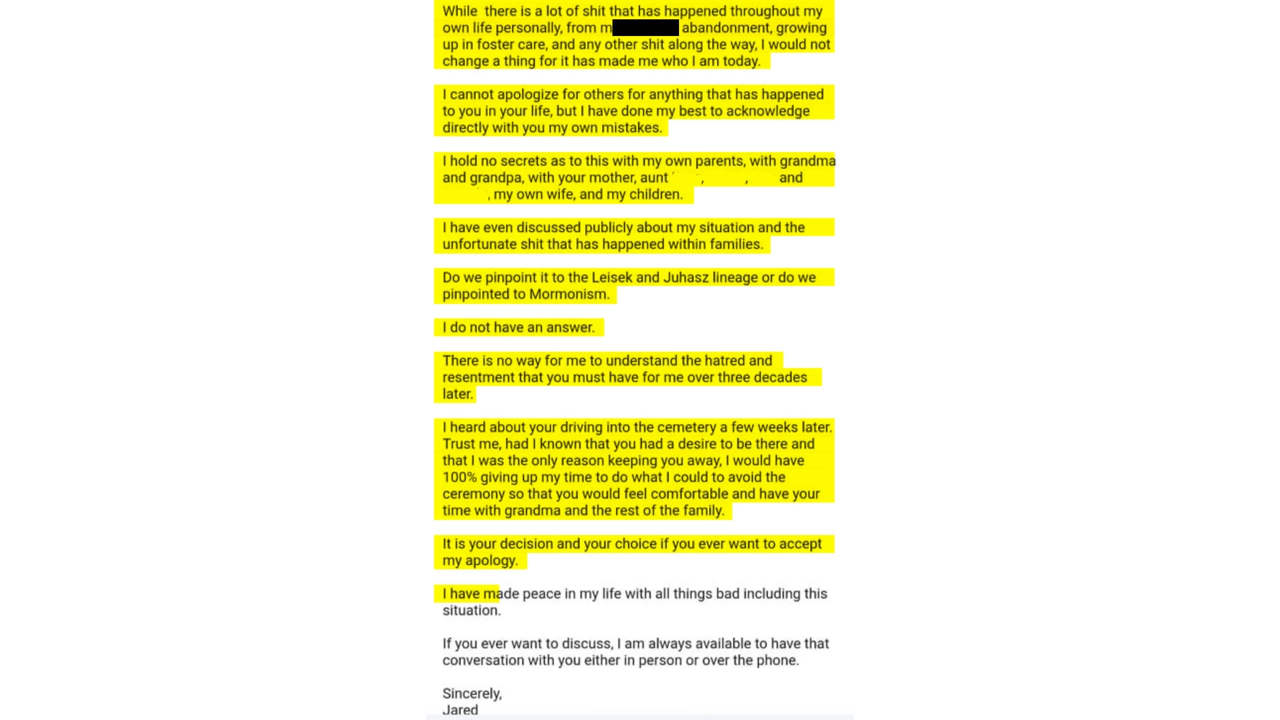 While there is a lot of shit that has happened throughout my
own life personally, from m abandonment, growing
up in foster care, and any other shit along the way, I would not
change a thing for it has made me who I am today.
I cannot apologize for others for anything that has happened
to you in your life, but I have done my best to acknowledge
directly with you my own mistakes.
I hold no secrets as to this with my own parents, with grandma
and grandpa, with your mother, aunt , , and
, my own wife, and my children.
I have even discussed publicly about my situation and the
unfortunate shit that has happened within families.
Do we pinpoint it to the Leisek and Juhasz lineage or do we
pinpointed to Mormonism.
I do not have an answer.
There is no way for me to understand the hatred and
resentment that you must have for me over three decades
later.
I heard about your driving into the cemetery a few weeks later.
Trust me, had I known that you had a desire to be there and
that I was the only reason keeping you away, I would have
100% giving up my time to do what I could to avoid the
ceremony so that you would feel comfortable and have your
time with grandma and the rest of the family.
It is your decision and your choice if you ever want to accept
my apology.
I have made peace in my life with all things bad including this
situation.
If you ever want to discuss, I am always available to have that
conversation with you either in person or over the phone.
Sincerely,
Jared